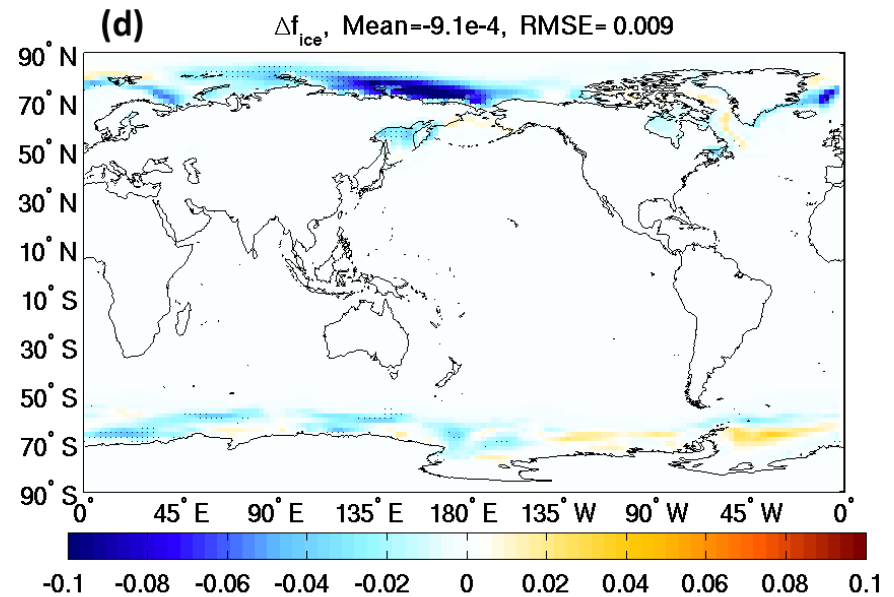 (d) Δf_ice, Mean=-9.1e-4, RMSE= 0.009
90° N
70° N
50° N
30° N
10° N
10° S
30° S
50° S
70° S
90° S
0° 45° E 90° E 135° E 180° E 135° W 90° W 45° W 0°
-0.1 -0.08 -0.06 -0.04 -0.02 0 0.02 0.04 0.06 0.08 0.1